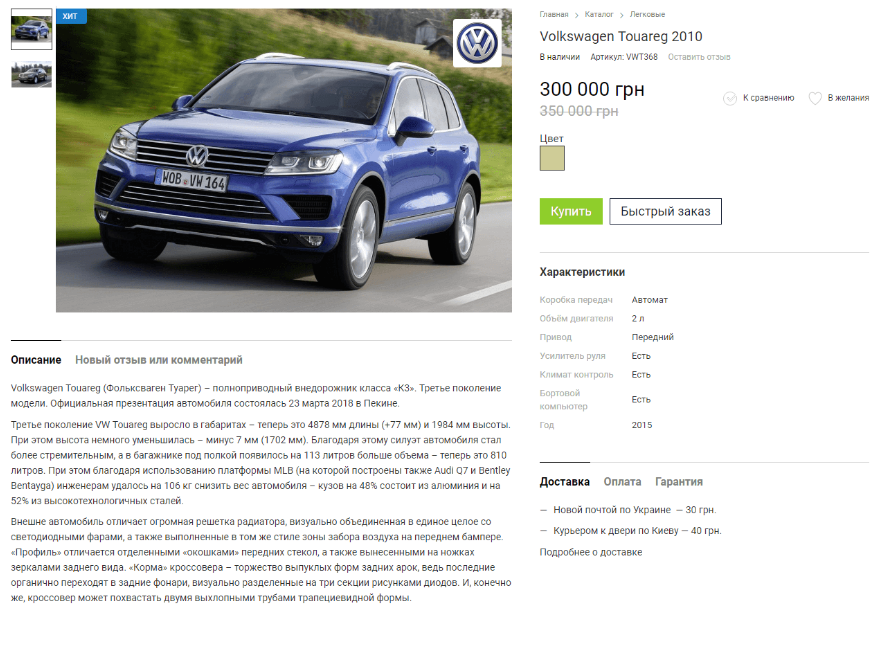 ХИТ
WOB VW 164
Главная > Каталог > Легковые
Volkswagen Touareg 2010
В наличии Артикул: VWT368 Оставить отзыв
300 000 грн
350 000 грн
К сравнению В желания
Цвет
Купить Быстрый заказ
Характеристики
Коробка передач Автомат
Объём двигателя 2 л
Привод Передний
Усилитель руля Есть
Климат контроль Есть
Бортовой
компьютер Есть
Год 2015
Доставка Оплата Гарантия
— Новой почтой по Украине — 30 грн.
— Курьером к двери по Киеву — 40 грн.
Подробнее о доставке
Описание Новый отзыв или комментарий
Volkswagen Touareg (Фольксваген Туарег) – полноприводный внедорожник класса «К3». Третье поколение
модели. Официальная презентация автомобиля состоялась 23 марта 2018 в Пекине.
Третье поколение VW Touareg выросло в габаритах – теперь это 4878 мм длины (+77 мм) и 1984 мм высоты.
При этом высота немного уменьшилась – минус 7 мм (1702 мм). Благодаря этому силуэт автомобиля стал
более стремительным, а в багажнике под полкой появилось на 113 литров больше объема – теперь это 810
литров. При этом благодаря использованию платформы MLB (на которой построены также Audi Q7 и Bentley
Bentayga) инженерам удалось на 106 кг снизить вес автомобиля – кузов на 48% состоит из алюминия и на
52% из высокотехнологичных сталей.
Внешне автомобиль отличает огромная решетка радиатора, визуально объединенная в единое целое со
светодиодными фарами, а также выполненные в том же стиле зоны забора воздуха на переднем бампере.
«Профиль» отличается отделенными «окошками» передних стекол, а также вынесенными на ножках
зеркалами заднего вида. «Корма» кроссовера – торжество выпуклых форм задних арок, ведь последние
органично переходят в задние фонари, визуально разделенные на три секции рисунками диодов. И, конечно
же, кроссовер может похвастать двумя выхлопными трубами трапециевидной формы.